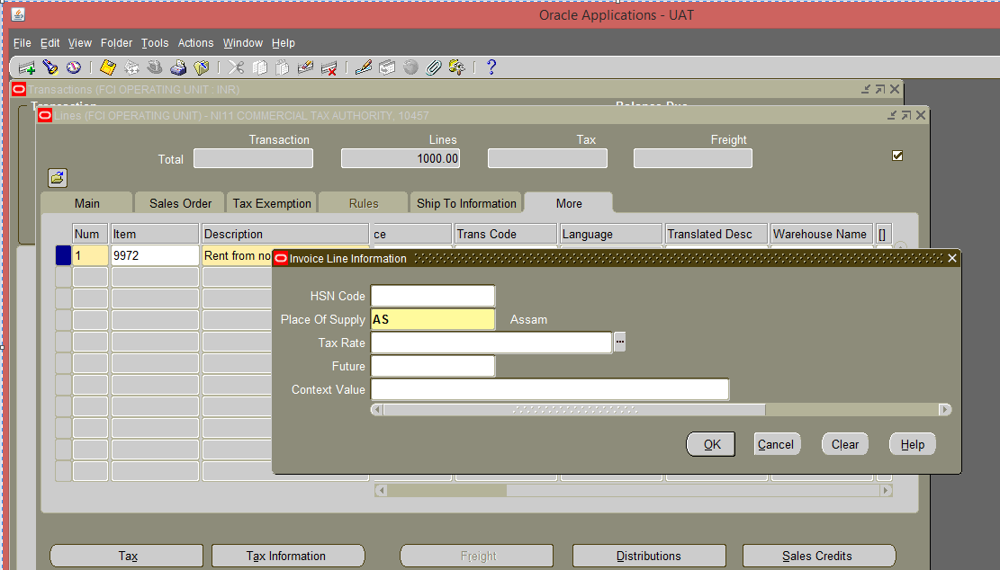 Oracle Applications - UAT
File Edit View Folder Tools Actions Window Help
Transactions (FCI OPERATING UNIT : INR)
Transaction Balance Due
Lines (FCI OPERATING UNIT) - NI11 COMMERCIAL TAX AUTHORITY, 10457
Transaction Lines Tax Freight
Total 1000.00
Main Sales Order Tax Exemption Rules Ship To Information More
Num Item Description ce Trans Code Language Translated Desc Warehouse Name []
1 9972 Rent from no
Invoice Line Information
HSN Code
Place Of Supply AS Assam
Tax Rate ...
Future
Context Value
OK Cancel Clear Help
Tax Tax Information Freight Distributions Sales Credits